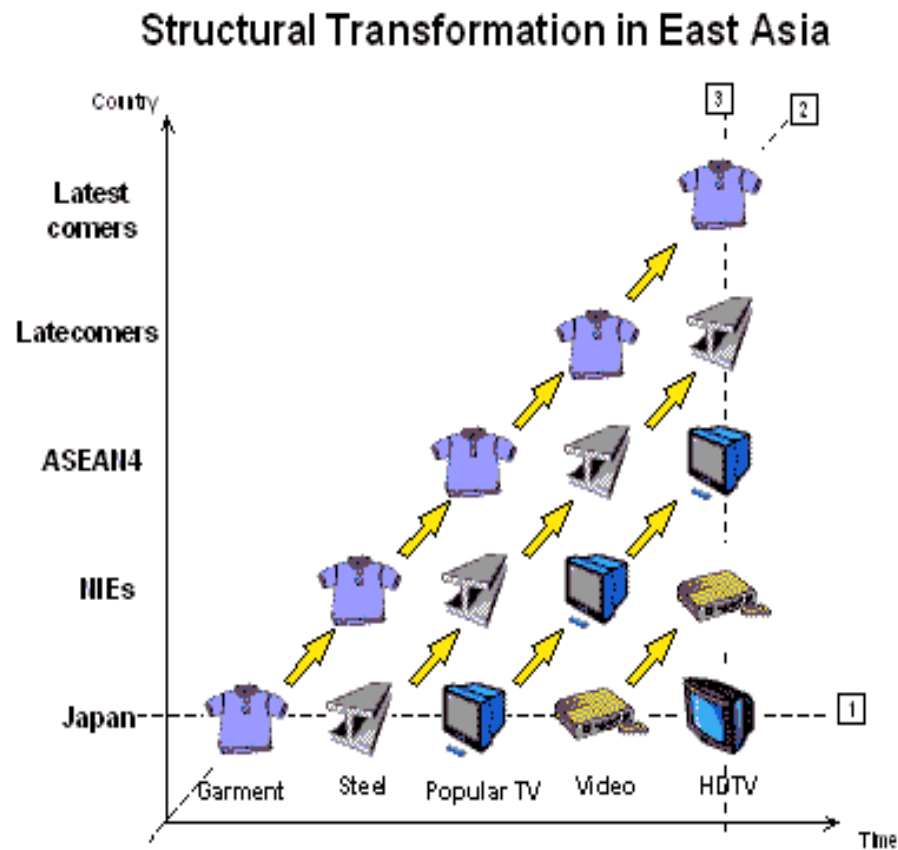 Structural Transformation in East Asia
Country
3
2
Latest
comers
Latecomers
ASEAN4
NIEs
Japan
1
Garment
Steel
Popular TV
Video
HDTV
Time